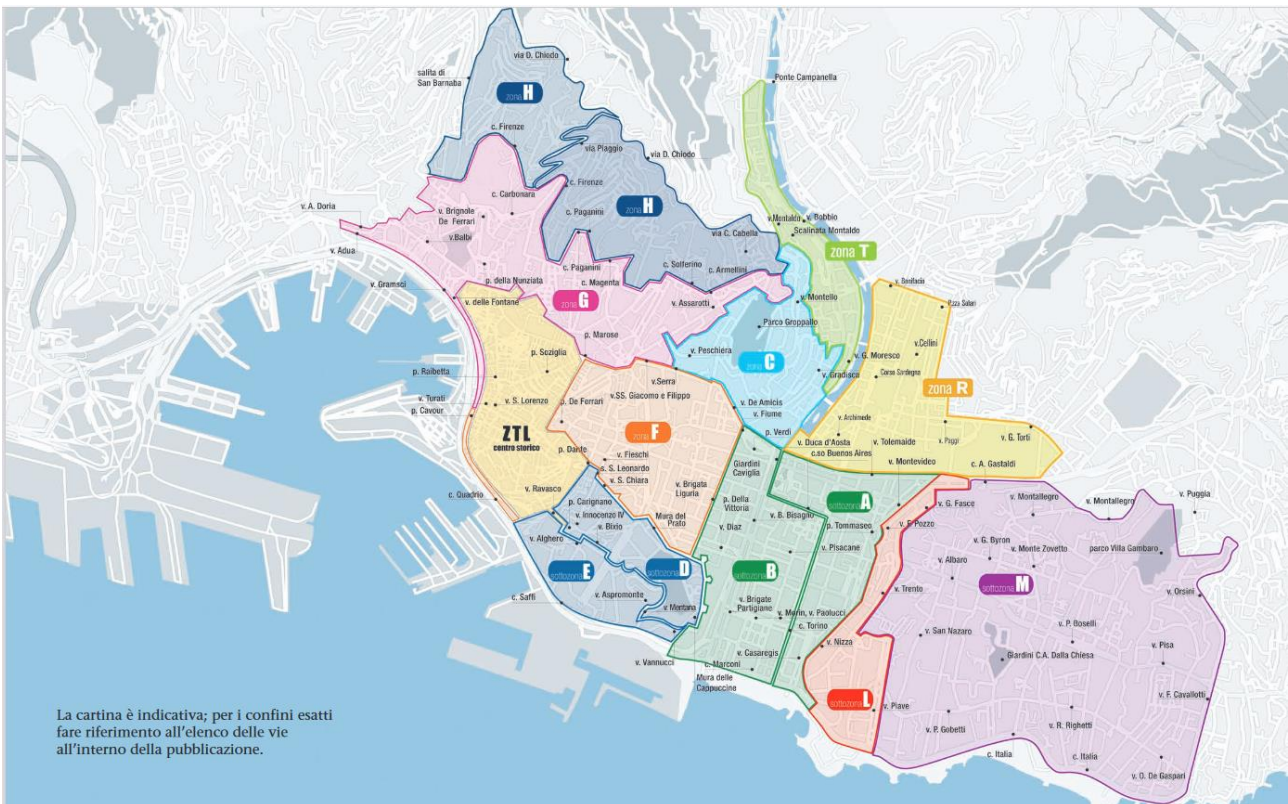 via D. Chiodo
salita di
San Barnaba
Ponte Campanella
zona H
c. Firenze
via Piaggio
via D. Chiodo
c. Firenze
c. Carbonara
v. A. Doria
v. Brignole
De Ferrari
c. Paganini
zona H
v.Montaldo
v. Bobbio
Scalinata Montaldo
v.Balbi
via C. Cabella
zona T
v. Adua
c. Paganini
c. Solferino
c. Armellini
p. della Nunziata
c. Magenta
v. Gramsci
v. delle Fontane
zona G
v. Assarotti
v. Montello
Parco Groppallo
p. Marose
v. Peschiera
zona C
v. G. Moresco
v.Cellini
p. Soziglia
v. Gradisca
Corso Sardegna
zona R
p. Raibetta
v.Serra
v.SS. Giacomo e Filippo
v. Turati
v. S. Lorenzo
p. De Ferrari
v. De Amicis
v. Fiume
v. Archimede
p. Cavour
ZTL
centro storico
zona F
p. Verdi
v. G. Torti
v. Duca d'Aosta
c.so Buenos Aires
v. Tolemaide
p. Dante
v. Fieschi
s. S. Leonardo
v. S. Chiara
Giardini
Caviglia
v. Montevideo
c. A. Gastaldi
v. Ravasco
v. Brigata
Liguria
c. Quadrio
p. Carignano
v. Innocenzo IV
v. Bixio
p. Della
Vittoria
sottozona A
v. G. Fasce
v. Montallegro
v. Montallegro
v. Puggia
v. F. Pozzo
Mura del
Prato
v. Diaz
v. B. Bisagno
p. Tommaseo
v. Alghero
v. Pisacane
v. G. Byron
parco Villa Gambaro
v. Albaro
v. Monte Zovetto
sottozona E
sottozona D
sottozona B
sottozona M
c. Saffi
v. Aspromonte
v. Mentana
v. Brigate
Partigiane
v. Morin, v. Paolucci
c. Torino
v. Trento
v. Orsini
v. San Nazaro
v. P. Boselli
v. Nizza
v. Vannucci
v. Casaregis
c. Marconi
Mura delle
Cappuccine
Giardini C.A. Dalla Chiesa
v. Pisa
sottozona L
v. F. Cavallotti
v. Piave
v. P. Gobetti
v. R. Righetti
c. Italia
c. Italia
v. O. De Gaspari
La cartina è indicativa; per i confini esatti
fare riferimento all'elenco delle vie
all'interno della pubblicazione.